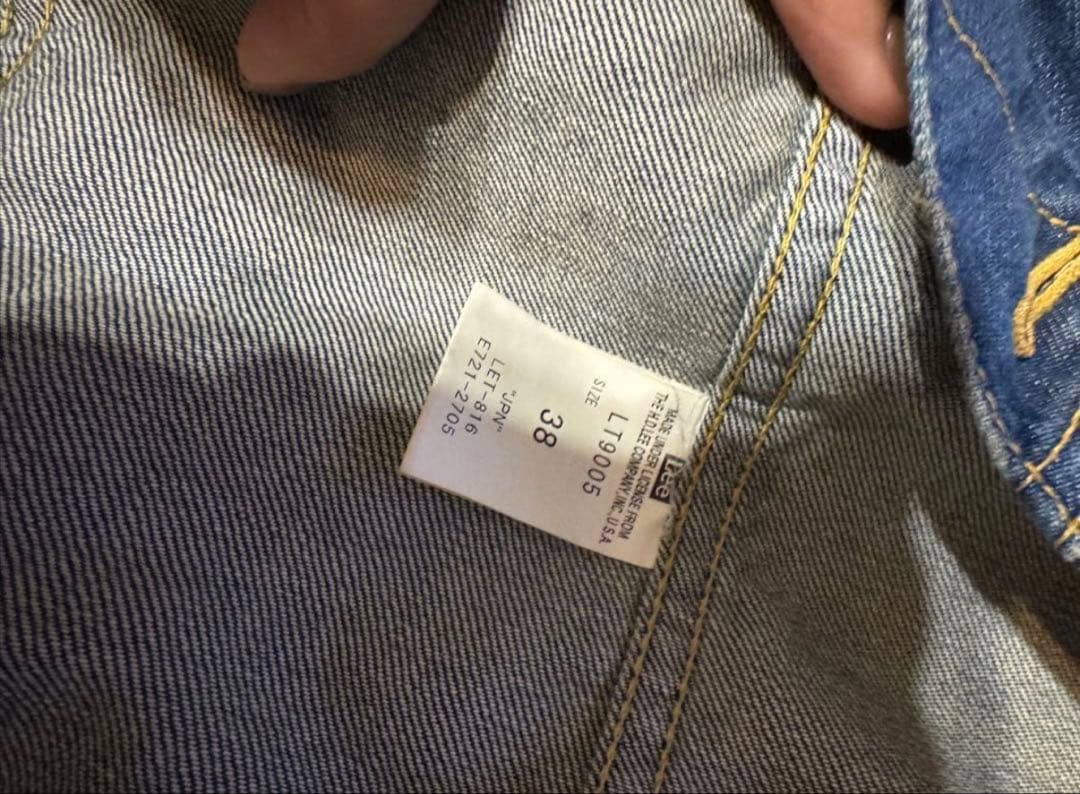 Lee
MADE UNDER LICENSE FROM
THE H.D.LEE COMPANY, INC., U.S.A.
LT9005
SIZE 38
"JPN"
LET-816
E721-2705